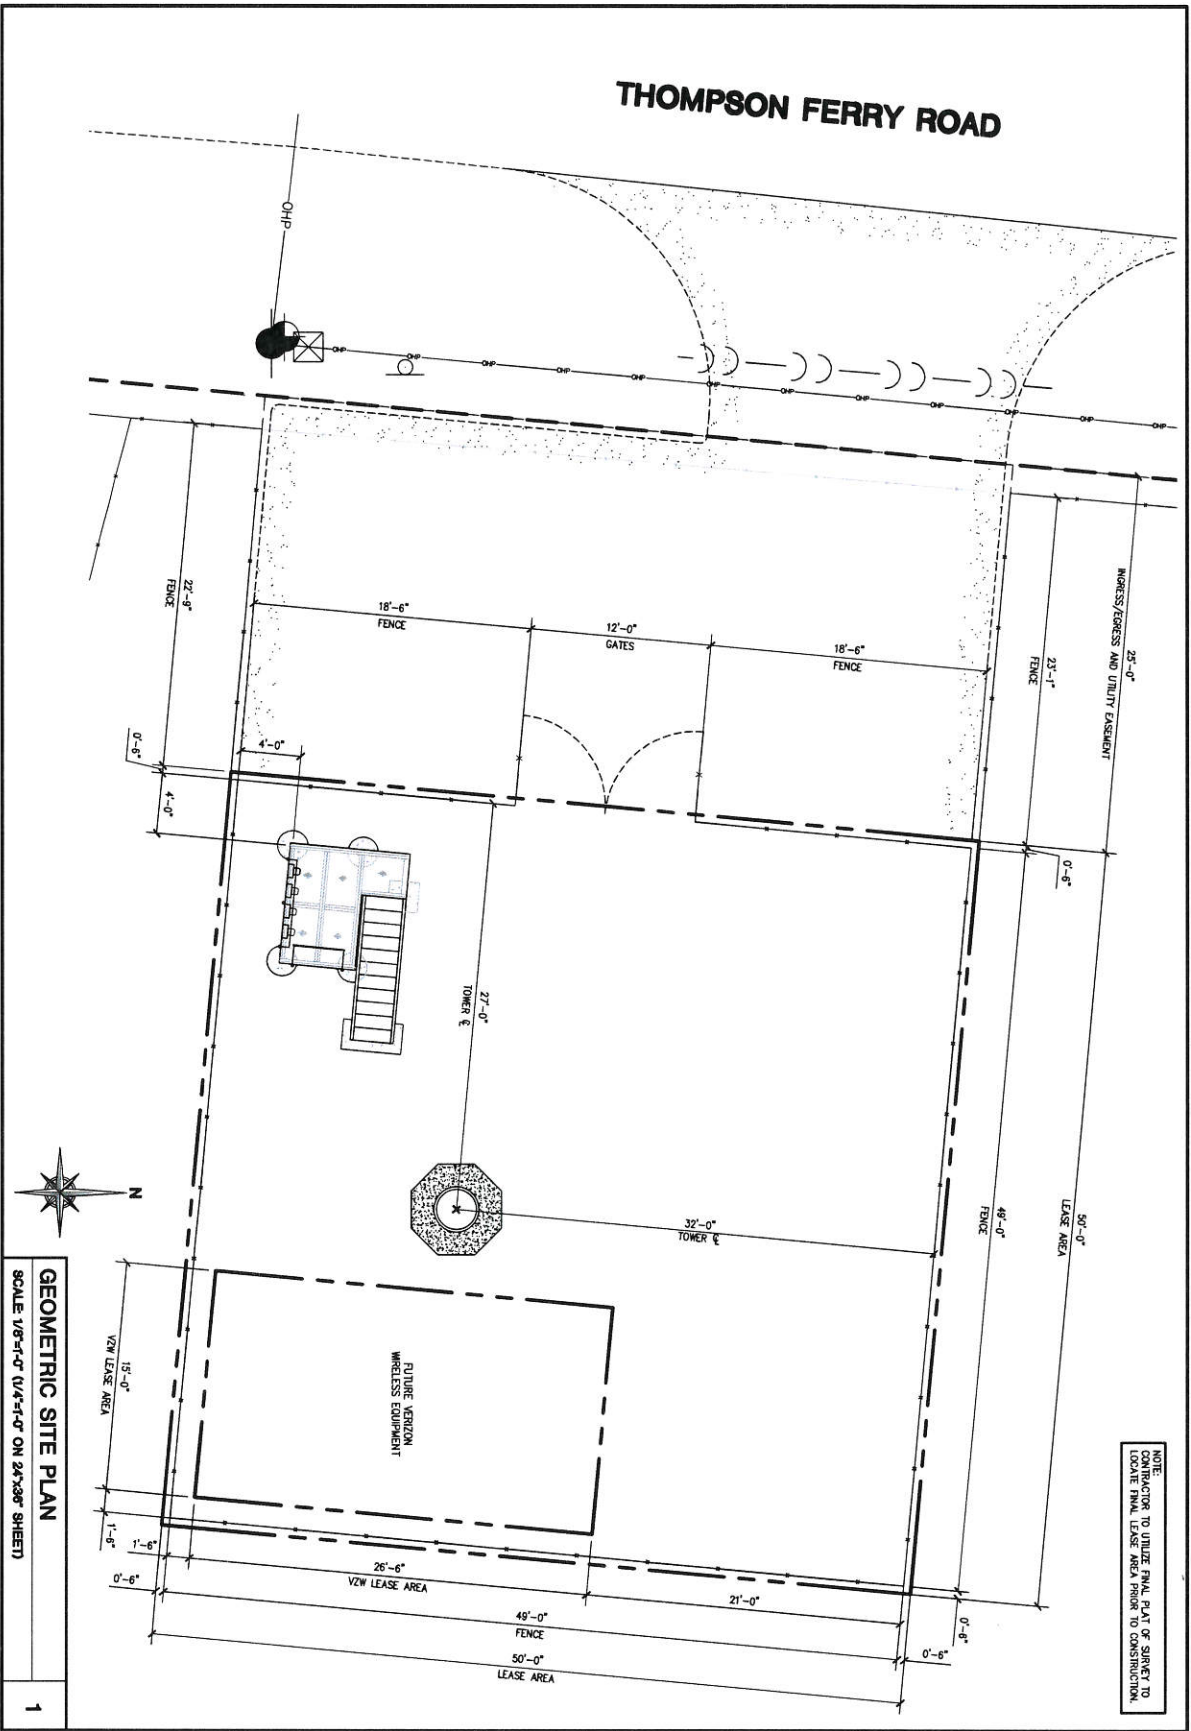 THOMPSON FERRY ROAD
OHP
OHP
OHP
OHP
OHP
OHP
OHP
OHP
OHP
OHP
OHP
OHP
OHP
25'-0"
INGRESS/EGRESS AND UTILITY EASEMENT
23'-1"
FENCE
22'-9"
FENCE
18'-6"
FENCE
12'-0"
GATES
18'-6"
FENCE
0'-6"
4'-0"
4'-0"
0'-6"
27'-0"
TOWER ℄
32'-0"
TOWER ℄
49'-0"
FENCE
50'-0"
LEASE AREA
FUTURE VERIZON
WIRELESS EQUIPMENT
15'-0"
VZW LEASE AREA
1'-6"
1'-6"
0'-6"
26'-6"
VZW LEASE AREA
21'-0"
49'-0"
FENCE
50'-0"
LEASE AREA
0'-6"
0'-6"
NOTE:
CONTRACTOR TO UTILIZE FINAL PLAT OF SURVEY TO
LOCATE FINAL LEASE AREA PRIOR TO CONSTRUCTION.
N
GEOMETRIC SITE PLAN
SCALE: 1/8"=1'-0" (1/4"=1'-0" ON 24"x36" SHEET)
1